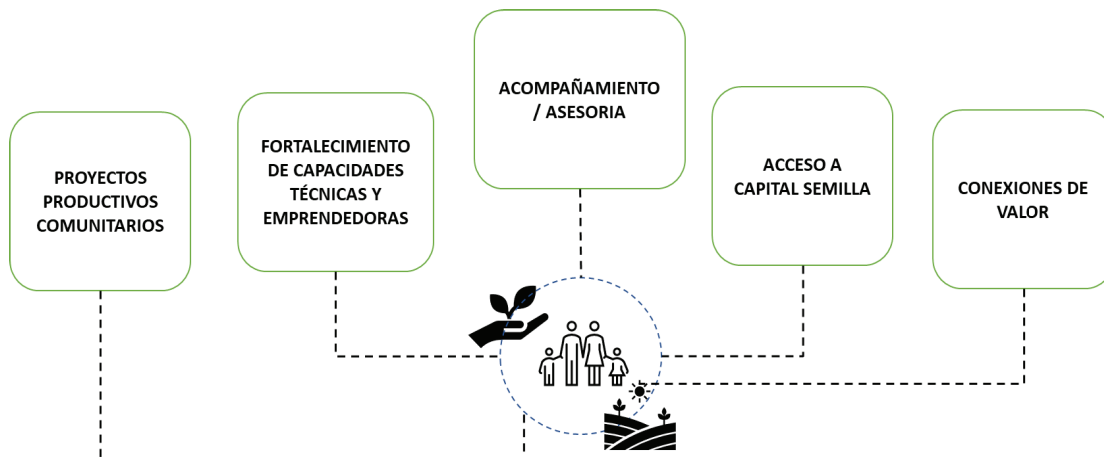 PROYECTOS
PRODUCTIVOS
COMUNITARIOS
FORTALECIMIENTO
DE CAPACIDADES
TÉCNICAS Y
EMPRENDEDORAS
ACOMPAÑAMIENTO
/ ASESORIA
ACCESO A
CAPITAL SEMILLA
CONEXIONES DE
VALOR